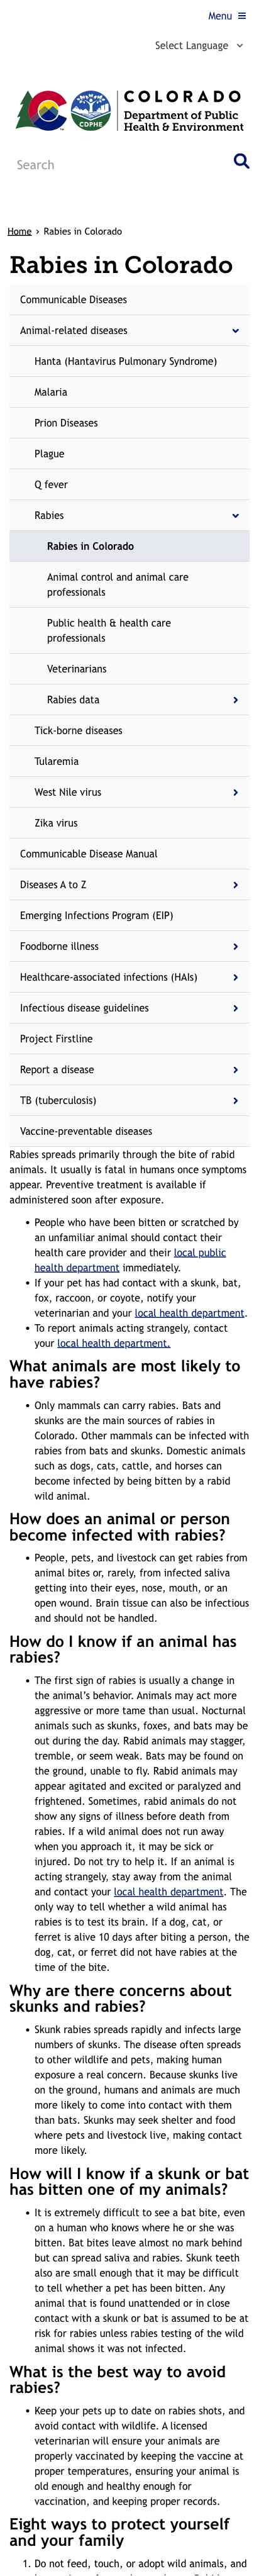 Menu
Select Language
COLORADO
Department of Public
Health & Environment
CDPHE
Search
Home › Rabies in Colorado
Rabies in Colorado
Communicable Diseases
Animal-related diseases
Hanta (Hantavirus Pulmonary Syndrome)
Malaria
Prion Diseases
Plague
Q fever
Rabies
Rabies in Colorado
Animal control and animal care
professionals
Public health & health care
professionals
Veterinarians
Rabies data
Tick-borne diseases
Tularemia
West Nile virus
Zika virus
Communicable Disease Manual
Diseases A to Z
Emerging Infections Program (EIP)
Foodborne illness
Healthcare-associated infections (HAIs)
Infectious disease guidelines
Project Firstline
Report a disease
TB (tuberculosis)
Vaccine-preventable diseases
Rabies spreads primarily through the bite of rabid
animals. It usually is fatal in humans once symptoms
appear. Preventive treatment is available if
administered soon after exposure.
• People who have been bitten or scratched by
an unfamiliar animal should contact their
health care provider and their local public
health department immediately.
• If your pet has had contact with a skunk, bat,
fox, raccoon, or coyote, notify your
veterinarian and your local health department.
• To report animals acting strangely, contact
your local health department.
What animals are most likely to
have rabies?
• Only mammals can carry rabies. Bats and
skunks are the main sources of rabies in
Colorado. Other mammals can be infected with
rabies from bats and skunks. Domestic animals
such as dogs, cats, cattle, and horses can
become infected by being bitten by a rabid
wild animal.
How does an animal or person
become infected with rabies?
• People, pets, and livestock can get rabies from
animal bites or, rarely, from infected saliva
getting into their eyes, nose, mouth, or an
open wound. Brain tissue can also be infectious
and should not be handled.
How do I know if an animal has
rabies?
• The first sign of rabies is usually a change in
the animal’s behavior. Animals may act more
aggressive or more tame than usual. Nocturnal
animals such as skunks, foxes, and bats may be
out during the day. Rabid animals may stagger,
tremble, or seem weak. Bats may be found on
the ground, unable to fly. Rabid animals may
appear agitated and excited or paralyzed and
frightened. Sometimes, rabid animals do not
show any signs of illness before death from
rabies. If a wild animal does not run away
when you approach it, it may be sick or
injured. Do not try to help it. If an animal is
acting strangely, stay away from the animal
and contact your local health department. The
only way to tell whether a wild animal has
rabies is to test its brain. If a dog, cat, or
ferret is alive 10 days after biting a person, the
dog, cat, or ferret did not have rabies at the
time of the bite.
Why are there concerns about
skunks and rabies?
• Skunk rabies spreads rapidly and infects large
numbers of skunks. The disease often spreads
to other wildlife and pets, making human
exposure a real concern. Because skunks live
on the ground, humans and animals are much
more likely to come into contact with them
than bats. Skunks may seek shelter and food
where pets and livestock live, making contact
more likely.
How will I know if a skunk or bat
has bitten one of my animals?
• It is extremely difficult to see a bat bite, even
on a human who knows where he or she was
bitten. Bat bites leave almost no mark behind
but can spread saliva and rabies. Skunk teeth
also are small enough that it may be difficult
to tell whether a pet has been bitten. Any
animal that is found unattended or in close
contact with a skunk or bat is assumed to be at
risk for rabies unless rabies testing of the wild
animal shows it was not infected.
What is the best way to avoid
rabies?
• Keep your pets up to date on rabies shots, and
avoid contact with wildlife. A licensed
veterinarian will ensure your animals are
properly vaccinated by keeping the vaccine at
proper temperatures, ensuring your animal is
old enough and healthy enough for
vaccination, and keeping proper records.
Eight ways to protect yourself
and your family
1. Do not feed, touch, or adopt wild animals, and